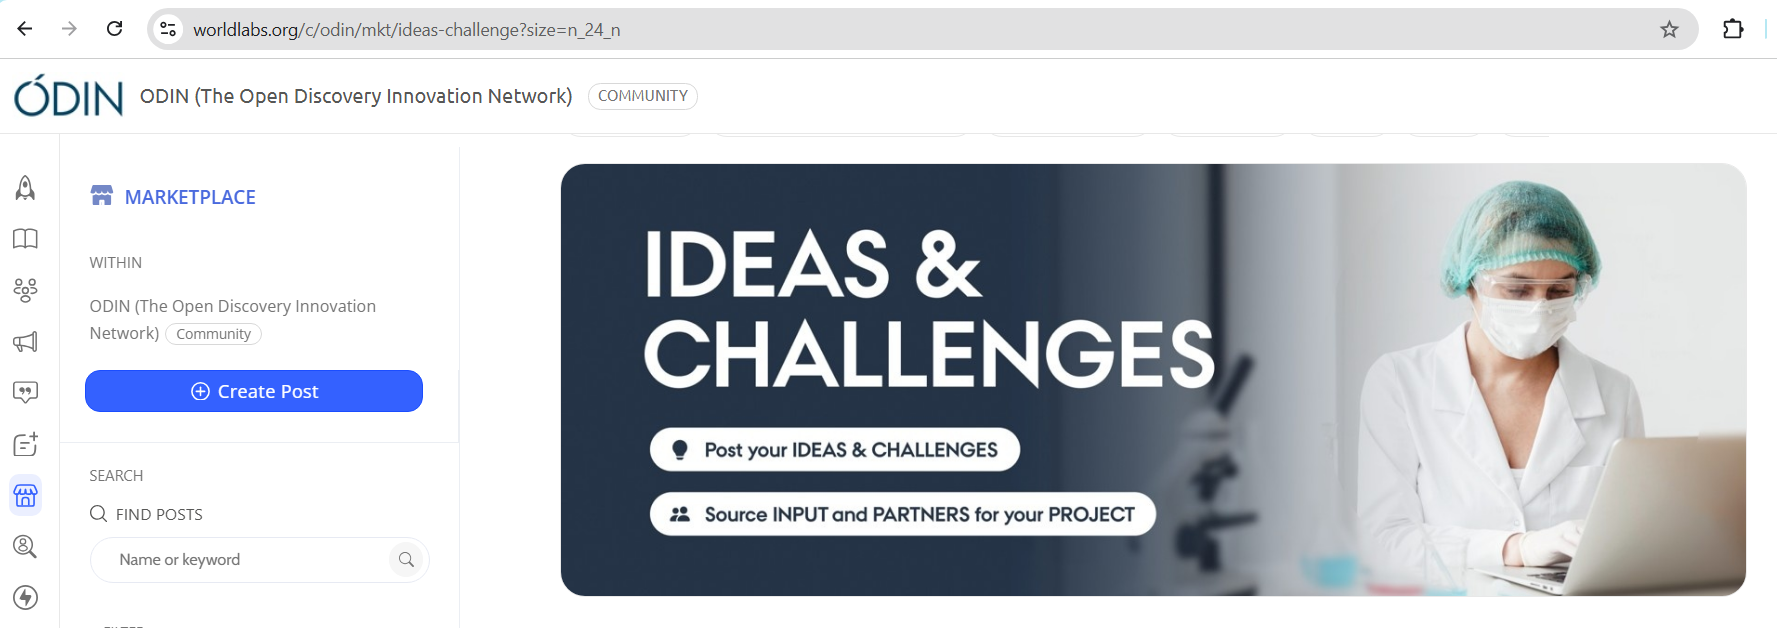 worldlabs.org/c/odin/mkt/ideas-challenge?size=n_24_n
ÓDIN
ODIN (The Open Discovery Innovation Network)
COMMUNITY
MARKETPLACE
WITHIN
ODIN (The Open Discovery Innovation
Network) Community
Create Post
SEARCH
FIND POSTS
Name or keyword
IDEAS &
CHALLENGES
Post your IDEAS & CHALLENGES
Source INPUT and PARTNERS for your PROJECT